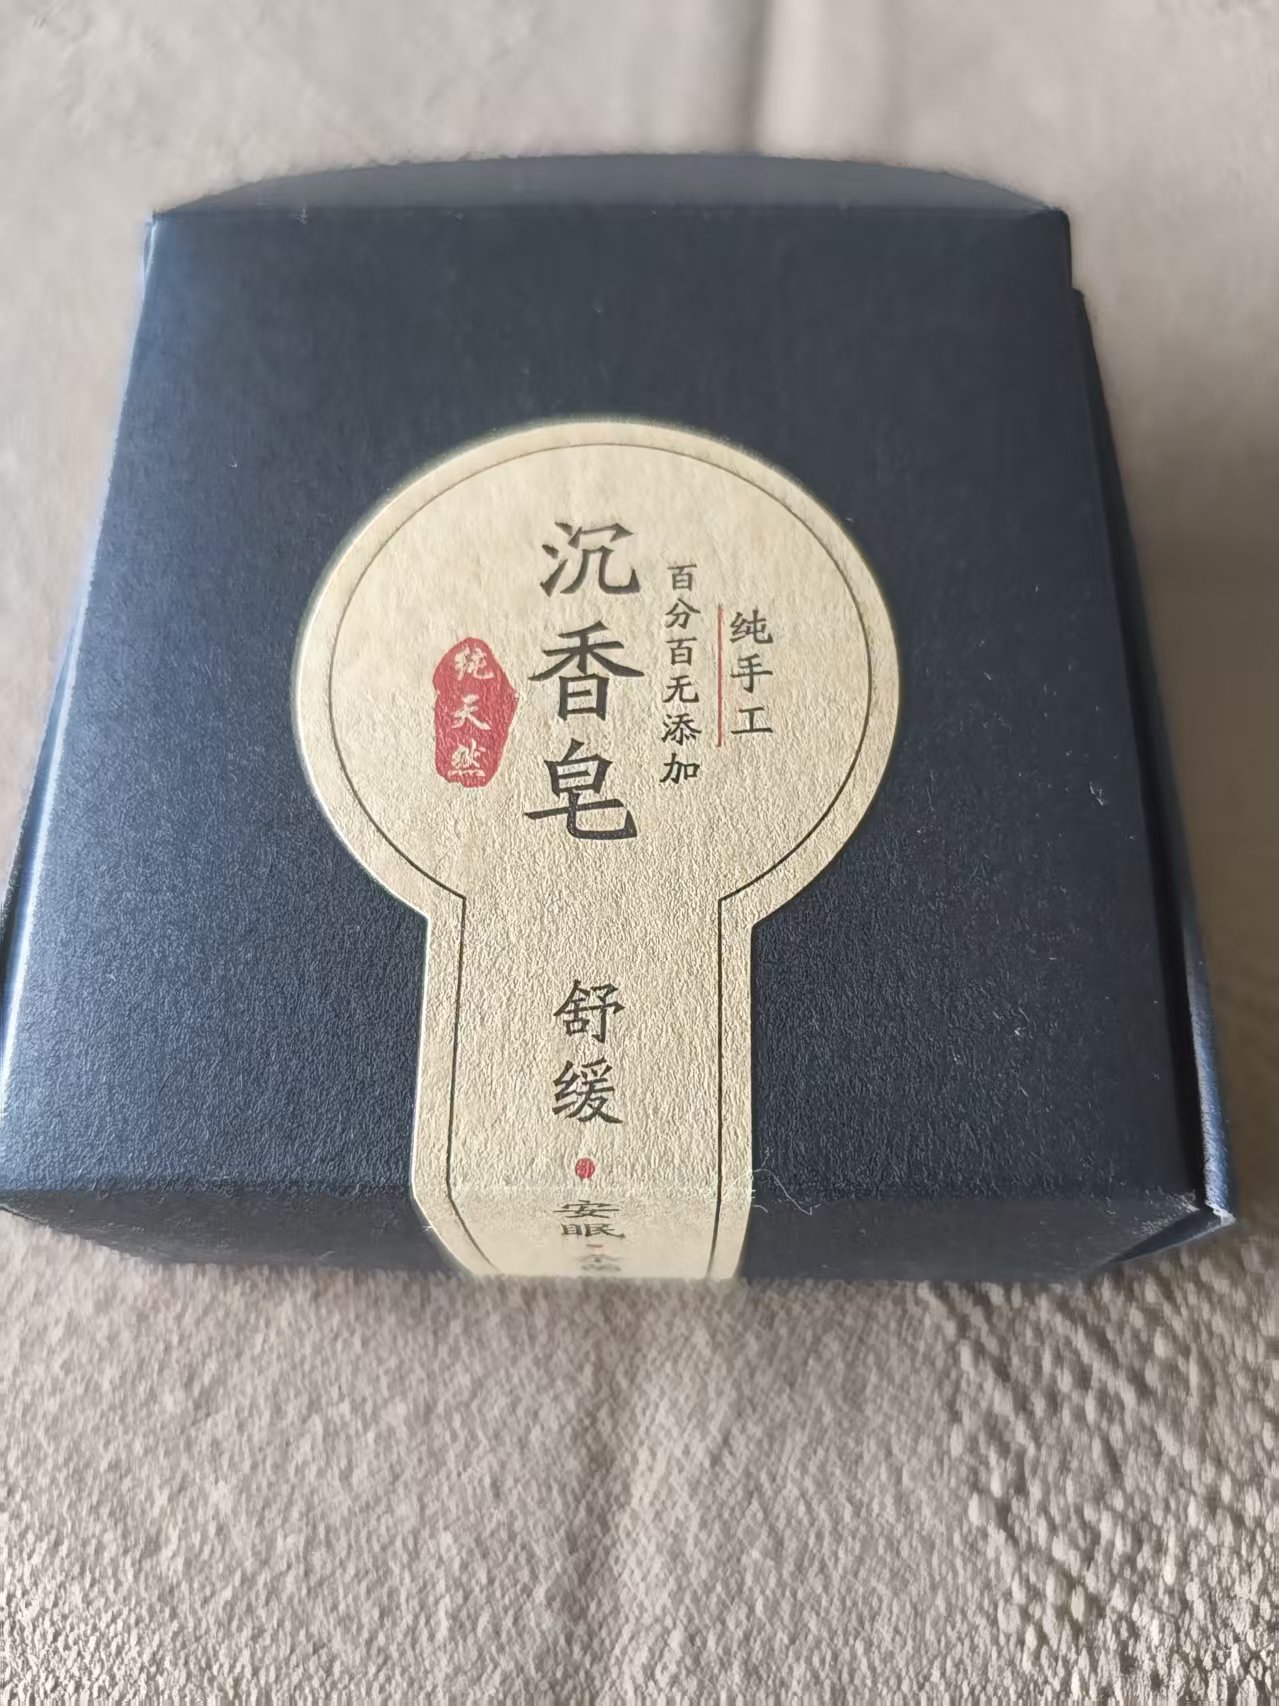 纯手工
百分百无添加
沉香皂
纯天然
舒缓
安眠